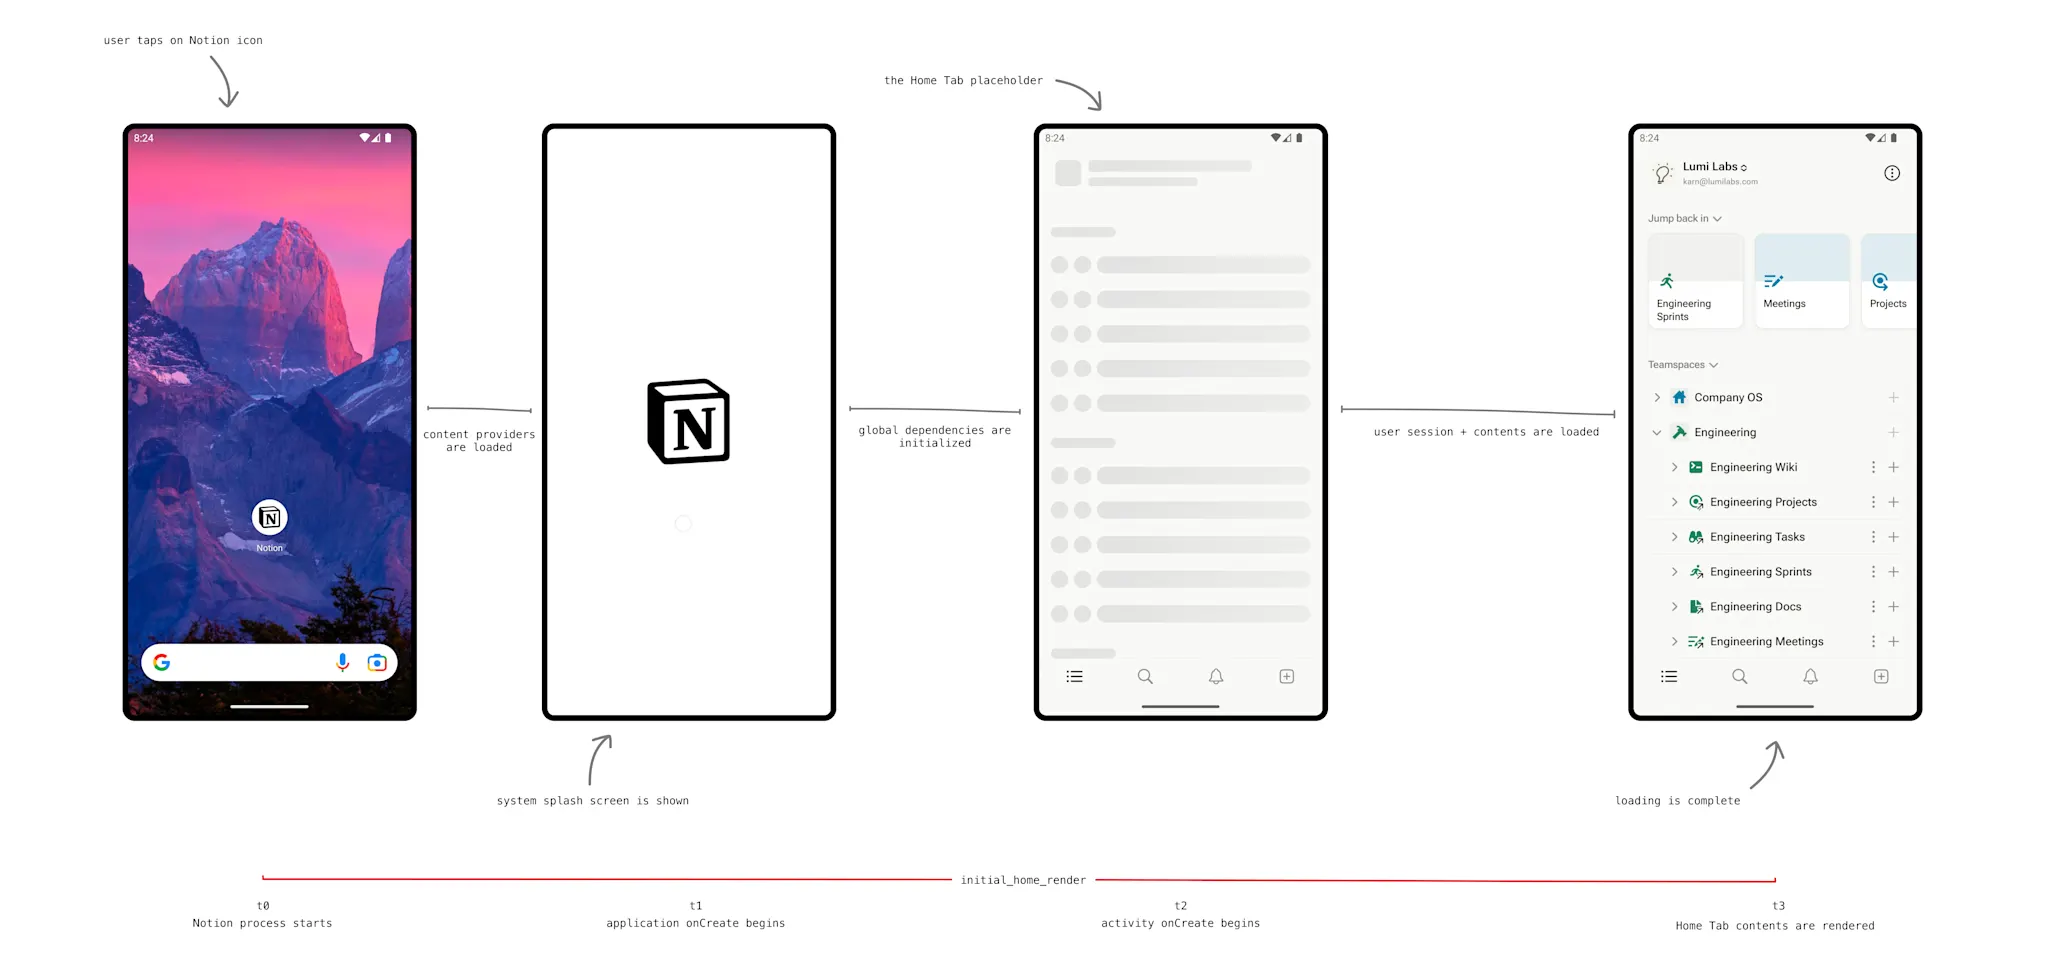 user taps on Notion icon
the Home Tab placeholder
8:24
Notion
content providers
are loaded
N
system splash screen is shown
global dependencies are
initialized
8:24
user session + contents are loaded
8:24
Lumi Labs
karn@lumilabs.com
Jump back in
Engineering
Sprints
Meetings
Projects
Teamspaces
Company OS
Engineering
Engineering Wiki
Engineering Projects
Engineering Tasks
Engineering Sprints
Engineering Docs
Engineering Meetings
loading is complete
initial_home_render
t0
Notion process starts
t1
application onCreate begins
t2
activity onCreate begins
t3
Home Tab contents are rendered